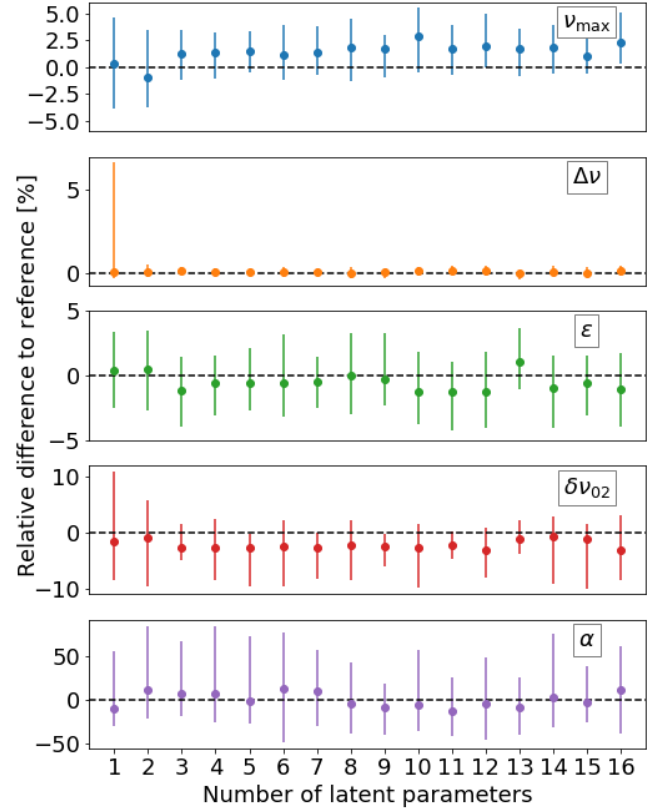 5.0
2.5
0.0
−2.5
−5.0
ν_max
5
0
Δν
5
0
−5
ε
10
0
−10
δν₀₂
50
0
−50
α
Relative difference to reference [%]
1 2 3 4 5 6 7 8 9 10 11 12 13 14 15 16
Number of latent parameters